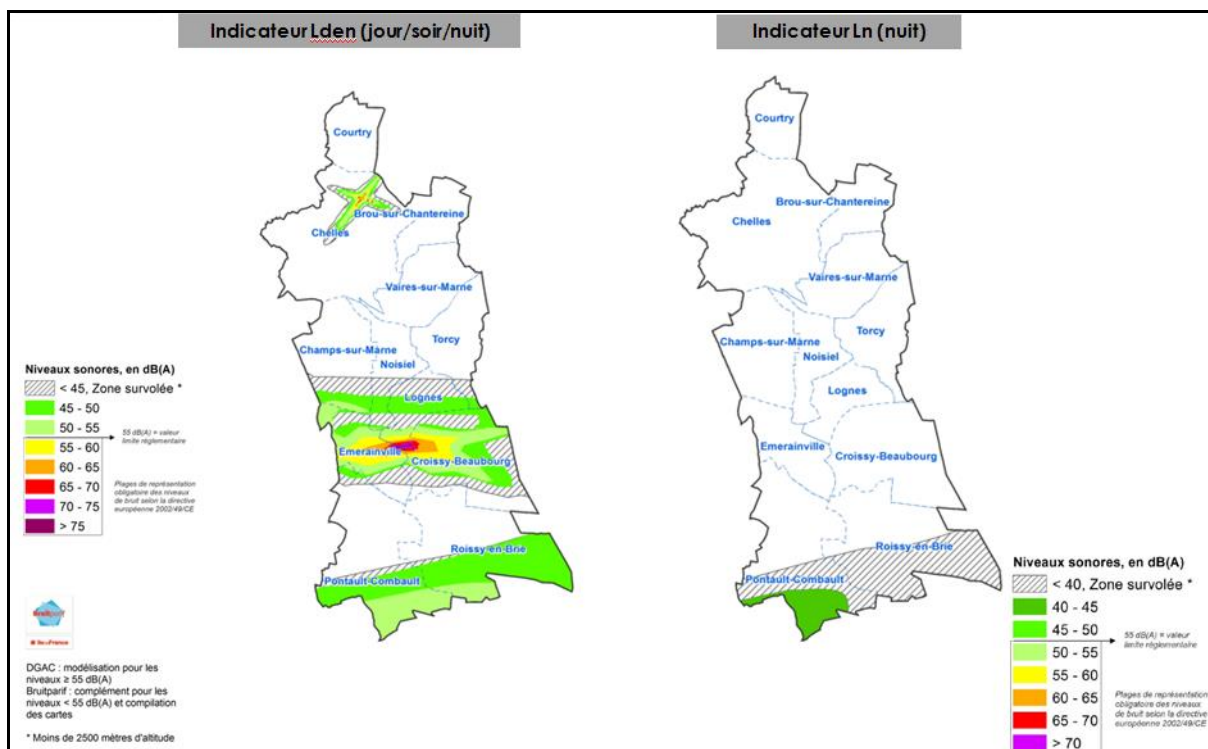 Indicateur Lden (jour/soir/nuit)
Indicateur Ln (nuit)
Courtry
Brou-sur-Chantereine
Chelles
Vaires-sur-Marne
Torcy
Champs-sur-Marne
Noisiel
Lognes
Emerainville
Croissy-Beaubourg
Roissy-en-Brie
Pontault-Combault
Brou-sur-Chantereine
Chelles
Vaires-sur-Marne
Torcy
Champs-sur-Marne
Noisiel
Lognes
Emerainville
Croissy-Beaubourg
Roissy-en-Brie
Pontault-Combault
Niveaux sonores, en dB(A)
< 45, Zone survolée *
45 - 50
50 - 55
55 dB(A) = valeur
limite règlementaire
55 - 60
60 - 65
65 - 70
70 - 75
> 75
Plages de représentation
obligatoire des niveaux
de bruit selon la directive
européenne 2002/49/CE
bruitparif
île de France
DGAC : modélisation pour les
niveaux ≥ 55 dB(A)
Bruitparif : complément pour les
niveaux < 55 dB(A) et compilation
des cartes
* Moins de 2500 mètres d'altitude
Niveaux sonores, en dB(A)
< 40, Zone survolée *
40 - 45
45 - 50
50 - 55
55 dB(A) = valeur
limite règlementaire
55 - 60
60 - 65
65 - 70
> 70
Plages de représentation
obligatoire des niveaux
de bruit selon la directive
européenne 2002/49/CE